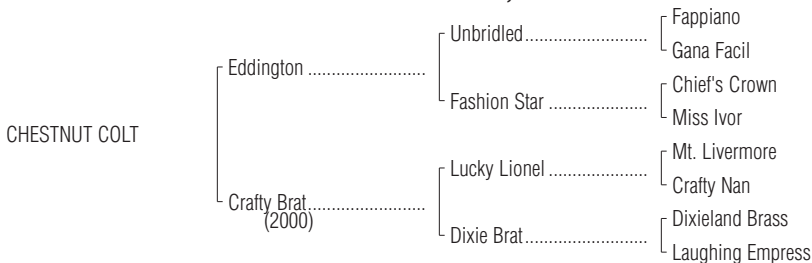 Fappiano
Unbridled..............................
Gana Facil
Eddington ..........................
Chief's Crown
Fashion Star ......................
Miss Ivor
CHESTNUT COLT
Mt. Livermore
Lucky Lionel .......................
Crafty Nan
Crafty Brat..........................
(2000)
Dixieland Brass
Dixie Brat............................
Laughing Empress